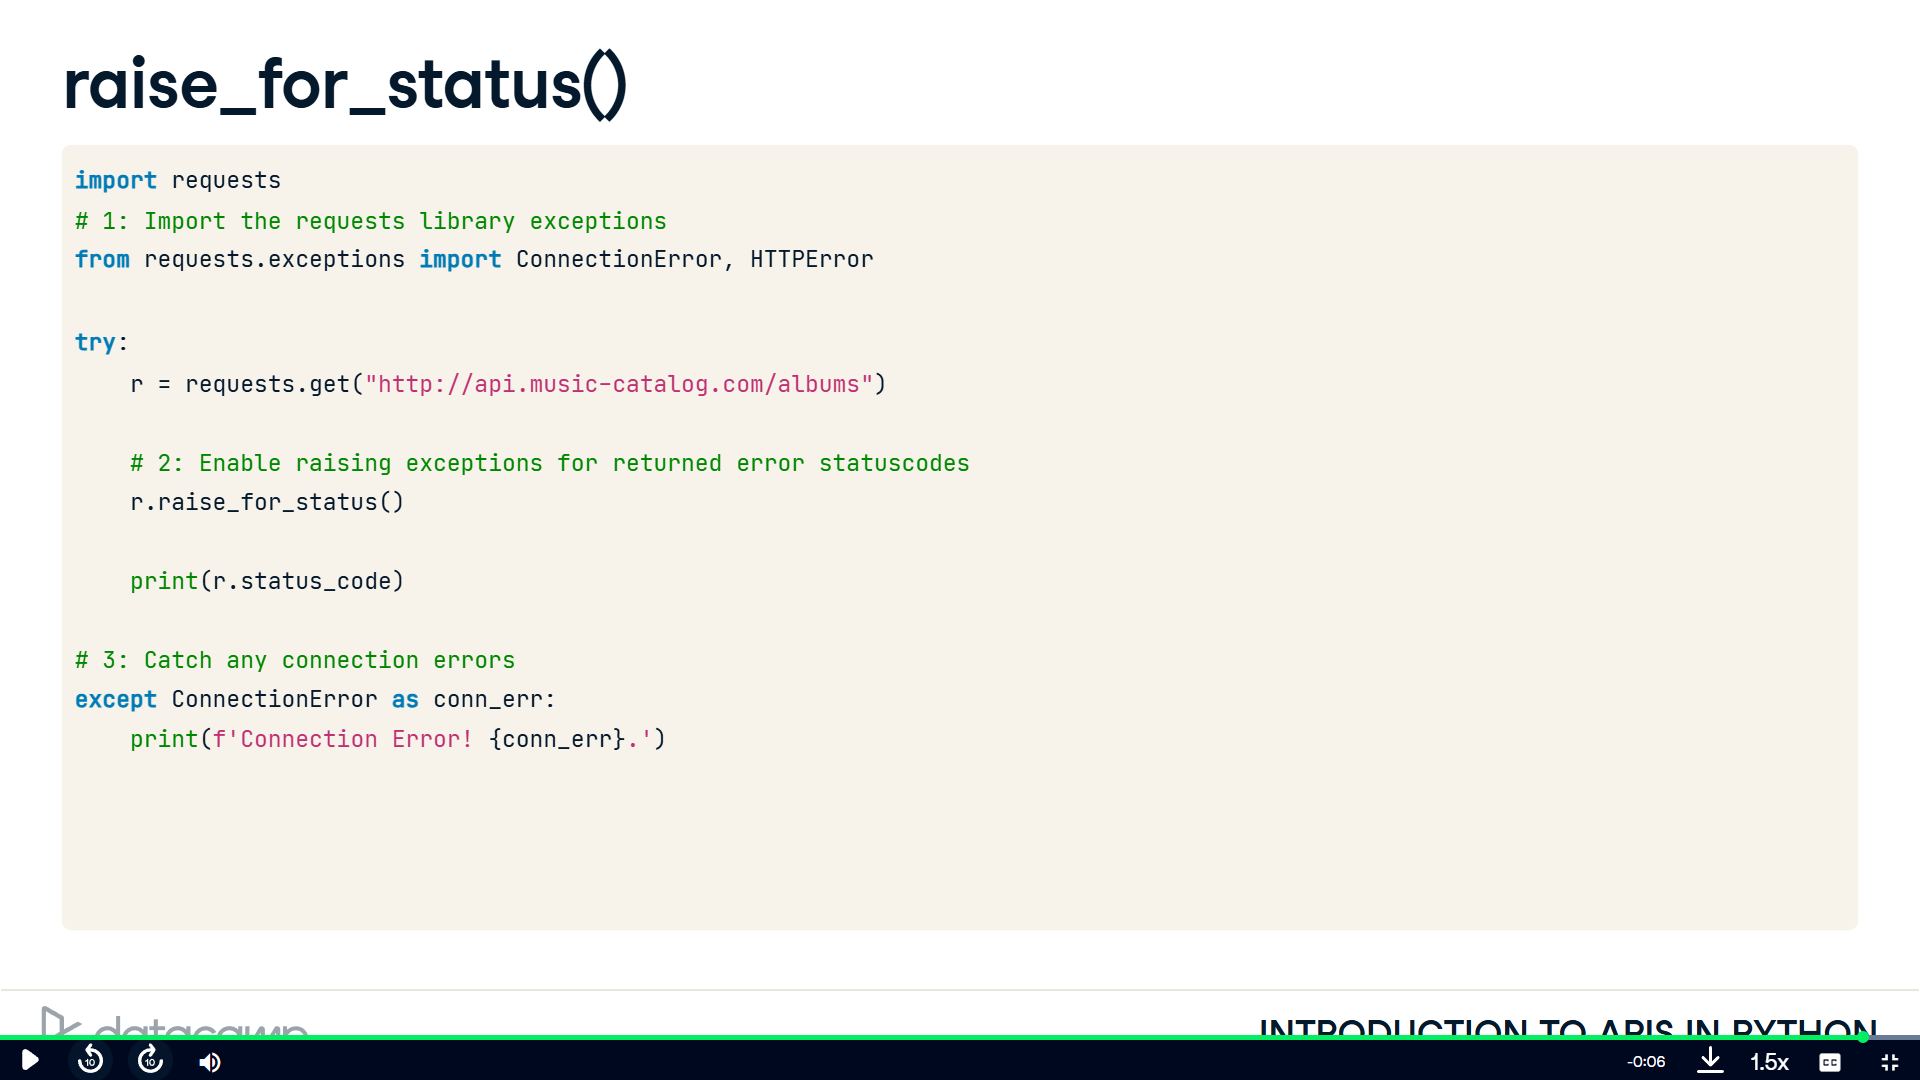 raise_for_status()
import requests
# 1: Import the requests library exceptions
from requests.exceptions import ConnectionError, HTTPError
try:
    r = requests.get("http://api.music-catalog.com/albums")
    # 2: Enable raising exceptions for returned error statuscodes
    r.raise_for_status()
    print(r.status_code)
# 3: Catch any connection errors
except ConnectionError as conn_err:
    print(f'Connection Error! {conn_err}.')
datacamp
INTRODUCTION TO APIS IN PYTHON
10
10
-0:06
1.5x
CC